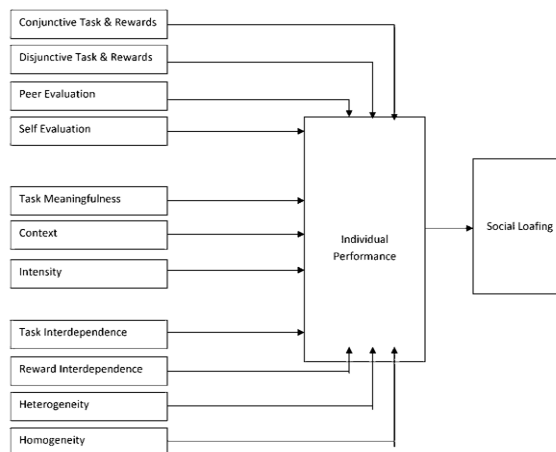 Conjunctive Task & Rewards
Disjunctive Task & Rewards
Peer Evaluation
Self Evaluation
Task Meaningfulness
Context
Intensity
Task Interdependence
Reward Interdependence
Heterogeneity
Homogeneity
Individual
Performance
Social Loafing